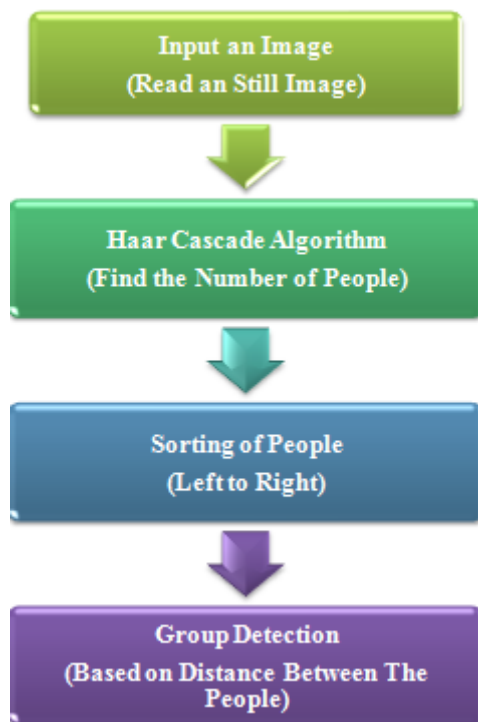 Input an Image
(Read an Still Image)
Haar Cascade Algorithm
(Find the Number of People)
Sorting of People
(Left to Right)
Group Detection
(Based on Distance Between The
People)